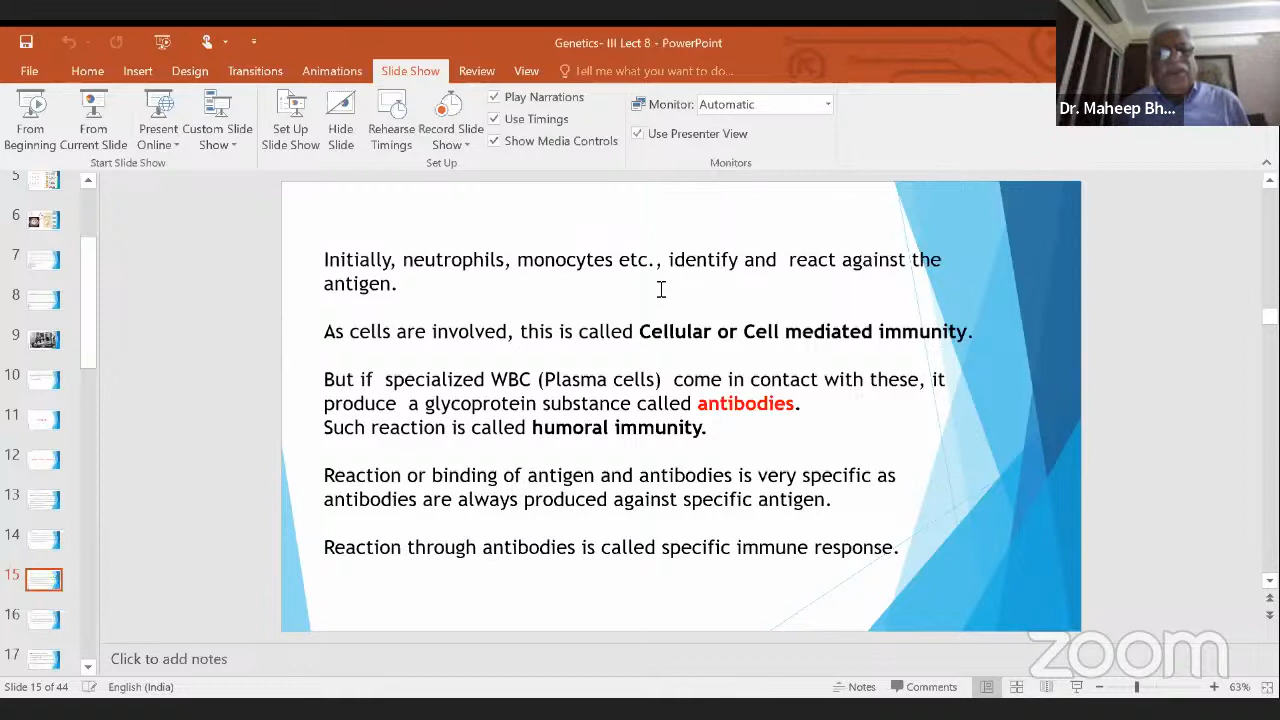 Genetics- III Lect 8 - PowerPoint
File Home Insert Design Transitions Animations Slide Show Review View Tell me what you want to do...
Dr. Maheep Bh...
From Beginning
From Current Slide
Present Online
Custom Slide Show
Start Slide Show
Set Up Slide Show
Hide Slide
Rehearse Timings
Record Slide Show
Play Narrations
Use Timings
Show Media Controls
Set Up
Monitor: Automatic
Use Presenter View
Monitors
5
6
7
8
9
10
11
12
13
14
15
16
17
Initially, neutrophils, monocytes etc., identify and react against the
antigen.
As cells are involved, this is called Cellular or Cell mediated immunity.
But if specialized WBC (Plasma cells) come in contact with these, it
produce a glycoprotein substance called antibodies.
Such reaction is called humoral immunity.
Reaction or binding of antigen and antibodies is very specific as
antibodies are always produced against specific antigen.
Reaction through antibodies is called specific immune response.
zoom
Click to add notes
Slide 15 of 44 English (India) Notes Comments 63%